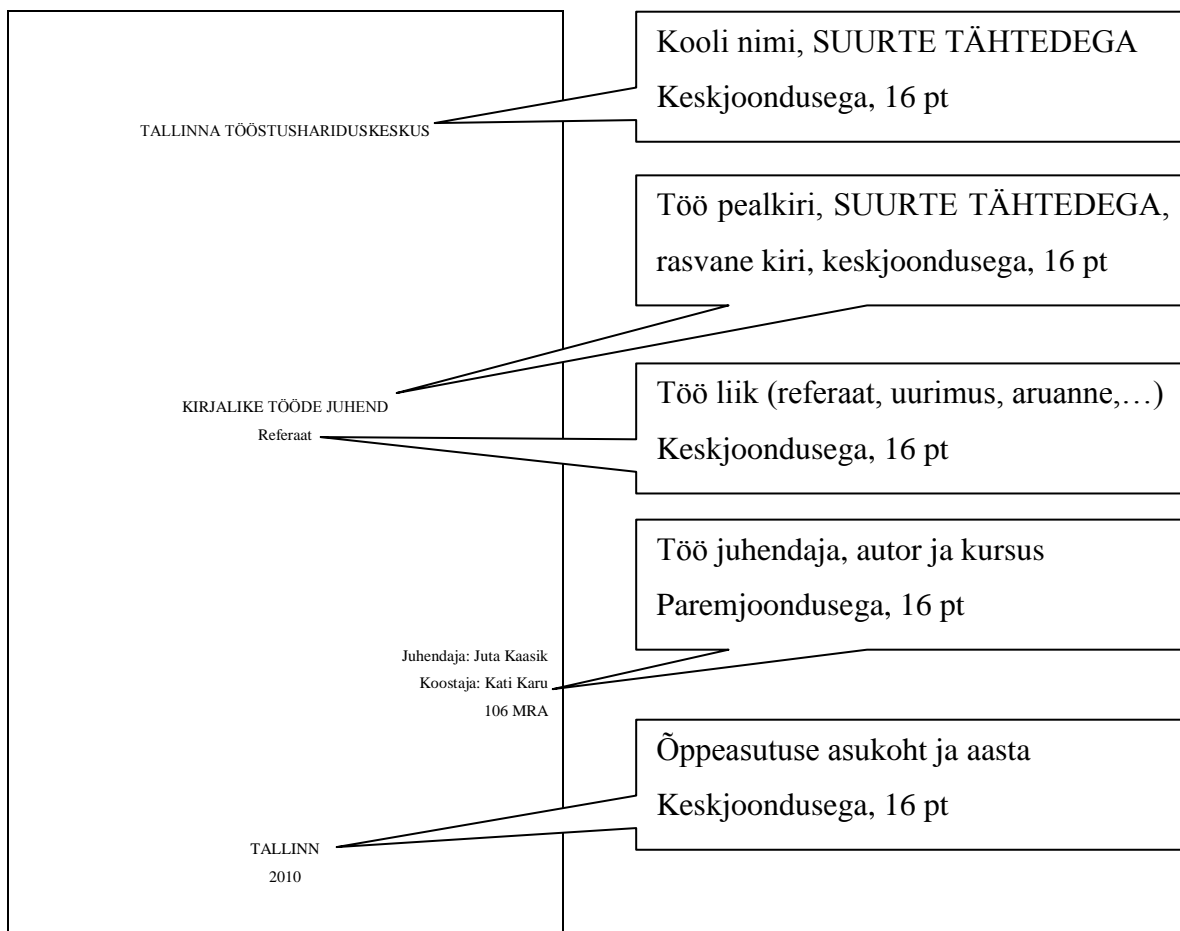 Kooli nimi, SUURTE TÄHTEDEGA
Keskjoondusega, 16 pt
TALLINNA TÖÖSTUSHARIDUSKESKUS
Töö pealkiri, SUURTE TÄHTEDEGA,
rasvane kiri, keskjoondusega, 16 pt
KIRJALIKE TÖÖDE JUHEND
Referaat
Töö liik (referaat, uurimus, aruanne,…)
Keskjoondusega, 16 pt
Töö juhendaja, autor ja kursus
Paremjoondusega, 16 pt
Juhendaja: Juta Kaasik
Koostaja: Kati Karu
106 MRA
Õppeasutuse asukoht ja aasta
Keskjoondusega, 16 pt
TALLINN
2010